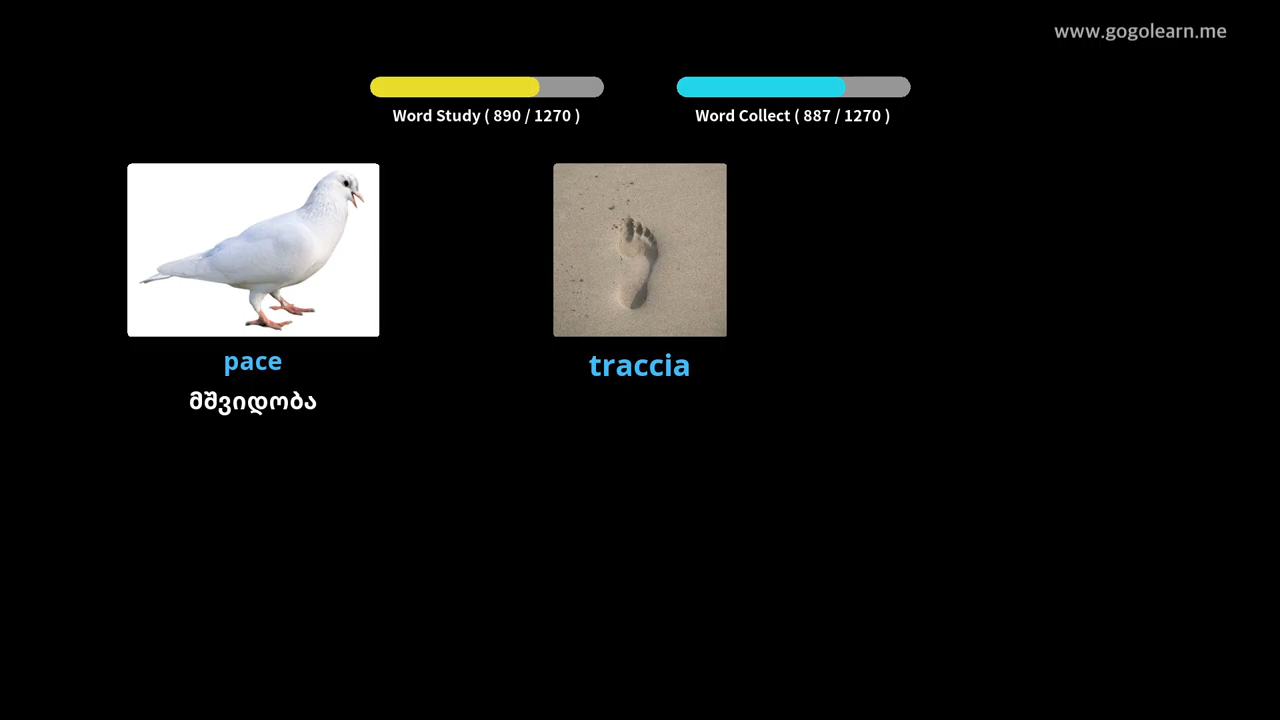 www.gogolearn.me
Word Study ( 890 / 1270 )
Word Collect ( 887 / 1270 )
pace
მშვიდობა
traccia